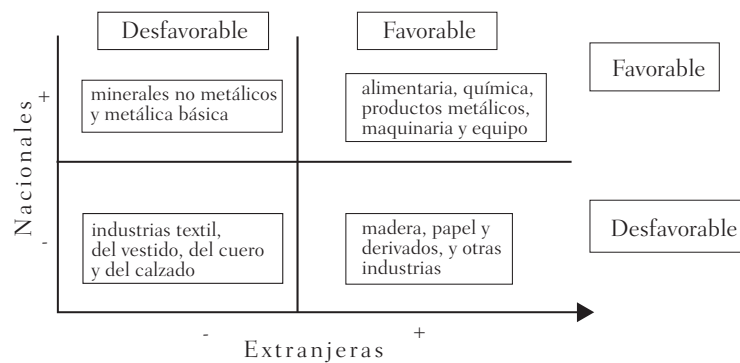 Desfavorable
Favorable
Favorable
Nacionales
+
minerales no metálicos
y metálica básica
alimentaria, química,
productos metálicos,
maquinaria y equipo
-
industrias textil,
del vestido, del cuero
y del calzado
madera, papel y
derivados, y otras
industrias
Desfavorable
-
+
Extranjeras